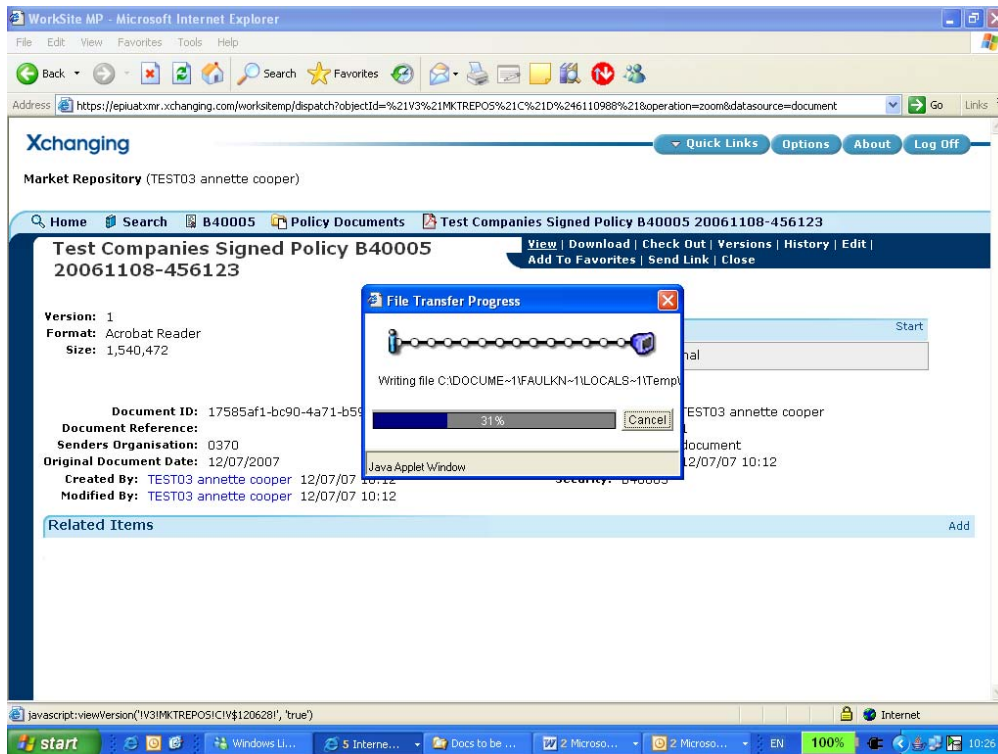 WorkSite MP - Microsoft Internet Explorer
File Edit View Favorites Tools Help
Back Search Favorites
Address https://epiuatxmr.xchanging.com/worksitemp/dispatch?objectId=%21V3%21MKTREPOS%21C%21D%246110988%21&operation=zoom&datasource=document Go Links
Xchanging
Quick Links Options About Log Off
Market Repository (TEST03 annette cooper)
Home Search B40005 Policy Documents Test Companies Signed Policy B40005 20061108-456123
Test Companies Signed Policy B40005
20061108-456123
View | Download | Check Out | Versions | History | Edit |
Add To Favorites | Send Link | Close
File Transfer Progress
Version: 1
Format: Acrobat Reader
Size: 1,540,472
Start
nal
Writing file C:\DOCUME~1\FAULKN~1\LOCALS~1\Temp\
31%
Cancel
Java Applet Window
Document ID: 17585af1-bc90-4a71-b59
TEST03 annette cooper
Document Reference:
Senders Organisation: 0370
document
Original Document Date: 12/07/2007
12/07/07 10:12
Created By: TEST03 annette cooper 12/07/07 10:12
Security: B40005
Modified By: TEST03 annette cooper 12/07/07 10:12
Related Items
Add
javascript:viewVersion('!V3!MKTREPOS!C!V$120628!', 'true')
Internet
start Windows Li... 5 Interne... Docs to be ... 2 Microso... 2 Microso... EN 100% 10:26